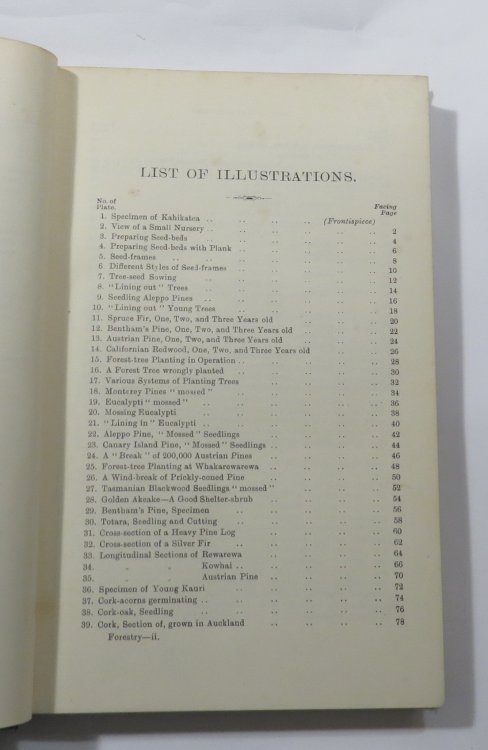 LIST OF ILLUSTRATIONS.
No. of Plate. Facing Page
1. Specimen of Kahikatea .. .. .. .. .. (Frontispiece)
2. View of a Small Nursery .. .. .. .. .. .. 2
3. Preparing Seed-beds .. .. .. .. .. 4
4. Preparing Seed-beds with Plank .. .. .. .. .. 6
5. Seed-frames .. .. .. .. .. .. 8
6 Different Styles of Seed-frames .. .. .. .. .. 10
7. Tree-seed Sowing .. .. .. .. .. 12
8. "Lining out" Trees .. .. .. .. .. 14
9. Seedling Aleppo Pines .. .. .. .. .. 16
10. "Lining out" Young Trees .. .. .. .. .. 18
11. Spruce Fir, One, Two, and Three Years old .. .. .. 20
12. Bentham's Pine, One, Two, and Three Years old .. .. .. 22
13. Austrian Pine, One, Two, and Three Years old .. .. .. 24
14. Californian Redwood, One, Two, and Three Years old .. .. 26
15. Forest-tree Planting in Operation .. .. .. .. 28
16. A Forest Tree wrongly planted .. .. .. .. 30
17. Various Systems of Planting Trees .. .. .. .. 32
18. Monterey Pines "mossed" .. .. .. .. .. 34
19. Eucalypti "mossed" .. .. .. .. .. 36
20. Mossing Eucalypti .. .. .. .. .. 38
21. "Lining in" Eucalypti .. .. .. .. .. 40
22. Aleppo Pine, "Mossed" Seedlings .. .. .. .. 42
23. Canary Island Pine, "Mossed" Seedlings .. .. .. .. 44
24. A "Break" of 200,000 Austrian Pines .. .. .. .. 46
25. Forest-tree Planting at Whakarewarewa .. .. .. .. 48
26. A Wind-break of Prickly-coned Pine .. .. .. .. 50
27. Tasmanian Blackwood Seedlings "mossed" .. .. .. .. 52
28. Golden Akeake—A Good Shelter-shrub .. .. .. .. 54
29. Bentham's Pine, Specimen .. .. .. .. .. 56
30. Totara, Seedling and Cutting .. .. .. .. .. 58
31. Cross-section of a Heavy Pine Log .. .. .. .. 60
32. Cross-section of a Silver Fir .. .. .. .. .. 62
33. Longitudinal Sections of Rewarewa .. .. .. .. 64
34. " " Kowhai .. .. .. .. .. 66
35. " " Austrian Pine .. .. .. .. 70
36. Specimen of Young Kauri .. .. .. .. .. 72
37. Cork-acorns germinating .. .. .. .. .. 74
38. Cork-oak, Seedling .. .. .. .. .. 76
39. Cork, Section of, grown in Auckland .. .. .. .. 78
Forestry—ii.